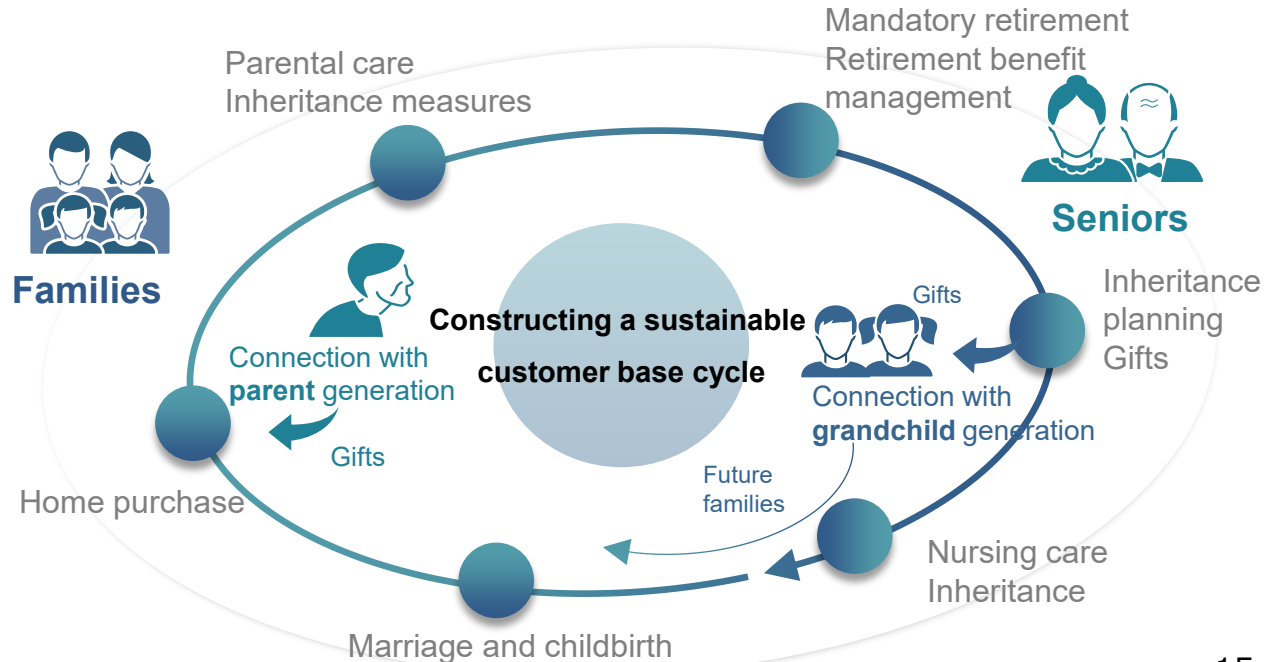 Mandatory retirement
Retirement benefit
management
Parental care
Inheritance measures
Families
Seniors
Inheritance
planning
Gifts
Gifts
Constructing a sustainable
customer base cycle
Connection with
parent generation
Gifts
Connection with
grandchild generation
Future
families
Home purchase
Nursing care
Inheritance
Marriage and childbirth